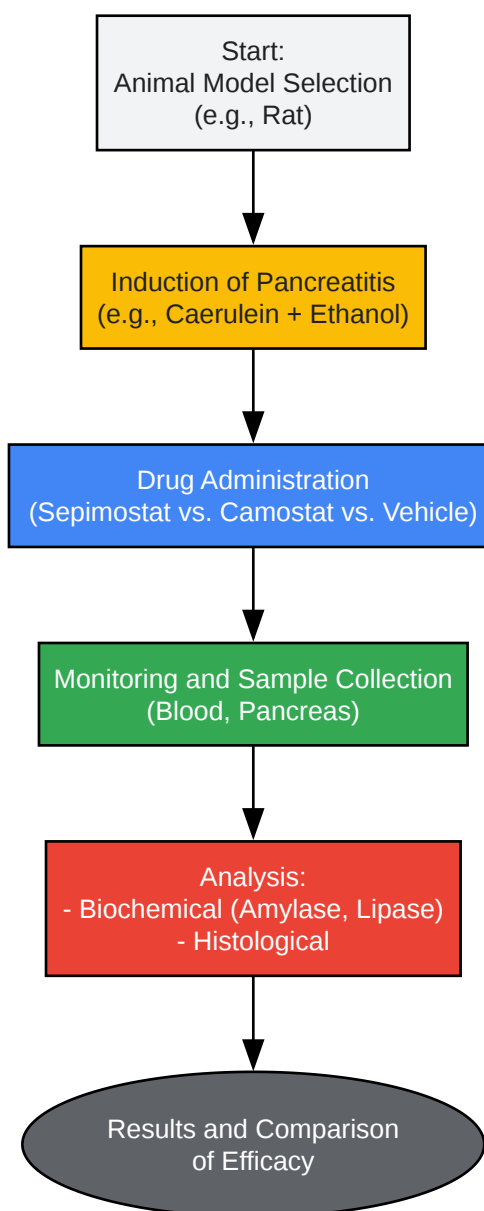 Start:
Animal Model Selection
(e.g., Rat)
Induction of Pancreatitis
(e.g., Caerulein + Ethanol)
Drug Administration
(Sepimostat vs. Camostat vs. Vehicle)
Monitoring and Sample Collection
(Blood, Pancreas)
Analysis:
- Biochemical (Amylase, Lipase)
- Histological
Results and Comparison
of Efficacy